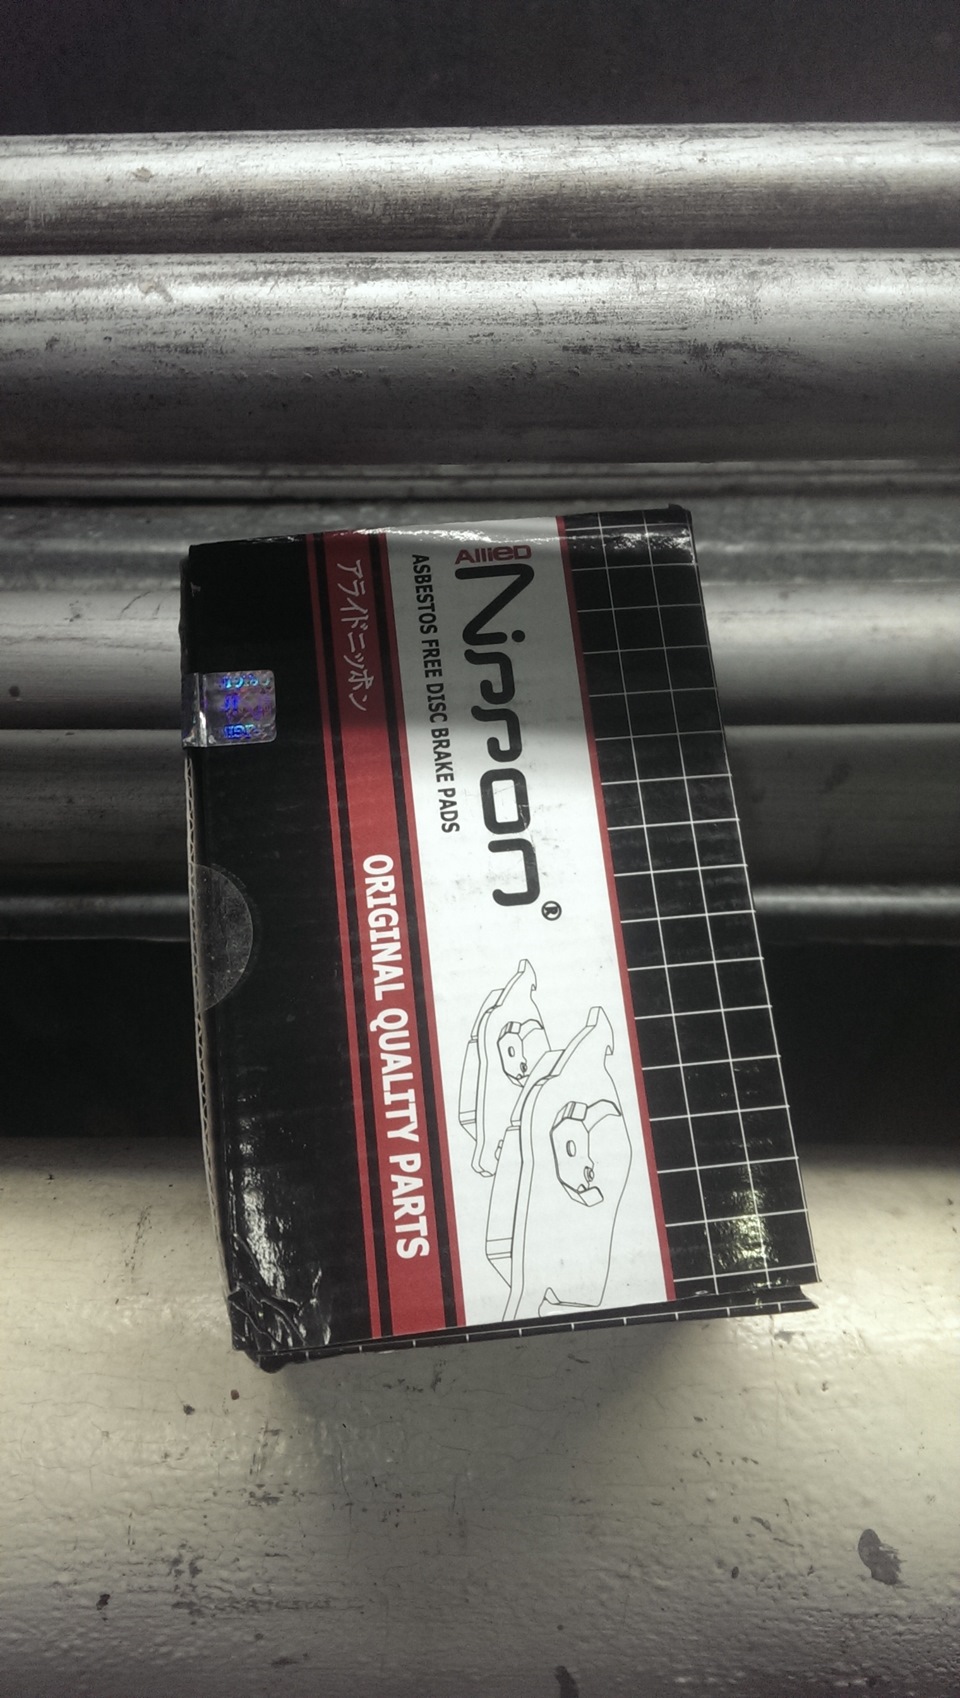 AlliED
Nippon®
ASBESTOS FREE DISC BRAKE PADS
アライドニッポン
ORIGINAL QUALITY PARTS